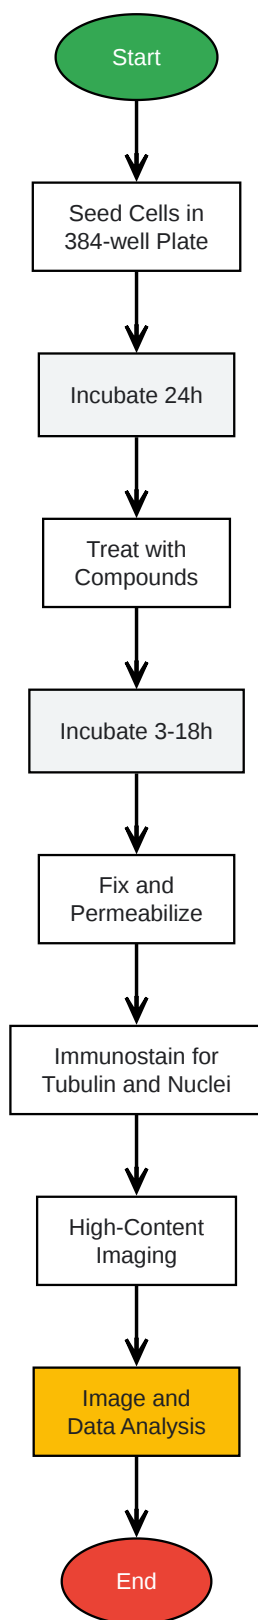 Start
Seed Cells in
384-well Plate
Incubate 24h
Treat with
Compounds
Incubate 3-18h
Fix and
Permeabilize
Immunostain for
Tubulin and Nuclei
High-Content
Imaging
Image and
Data Analysis
End